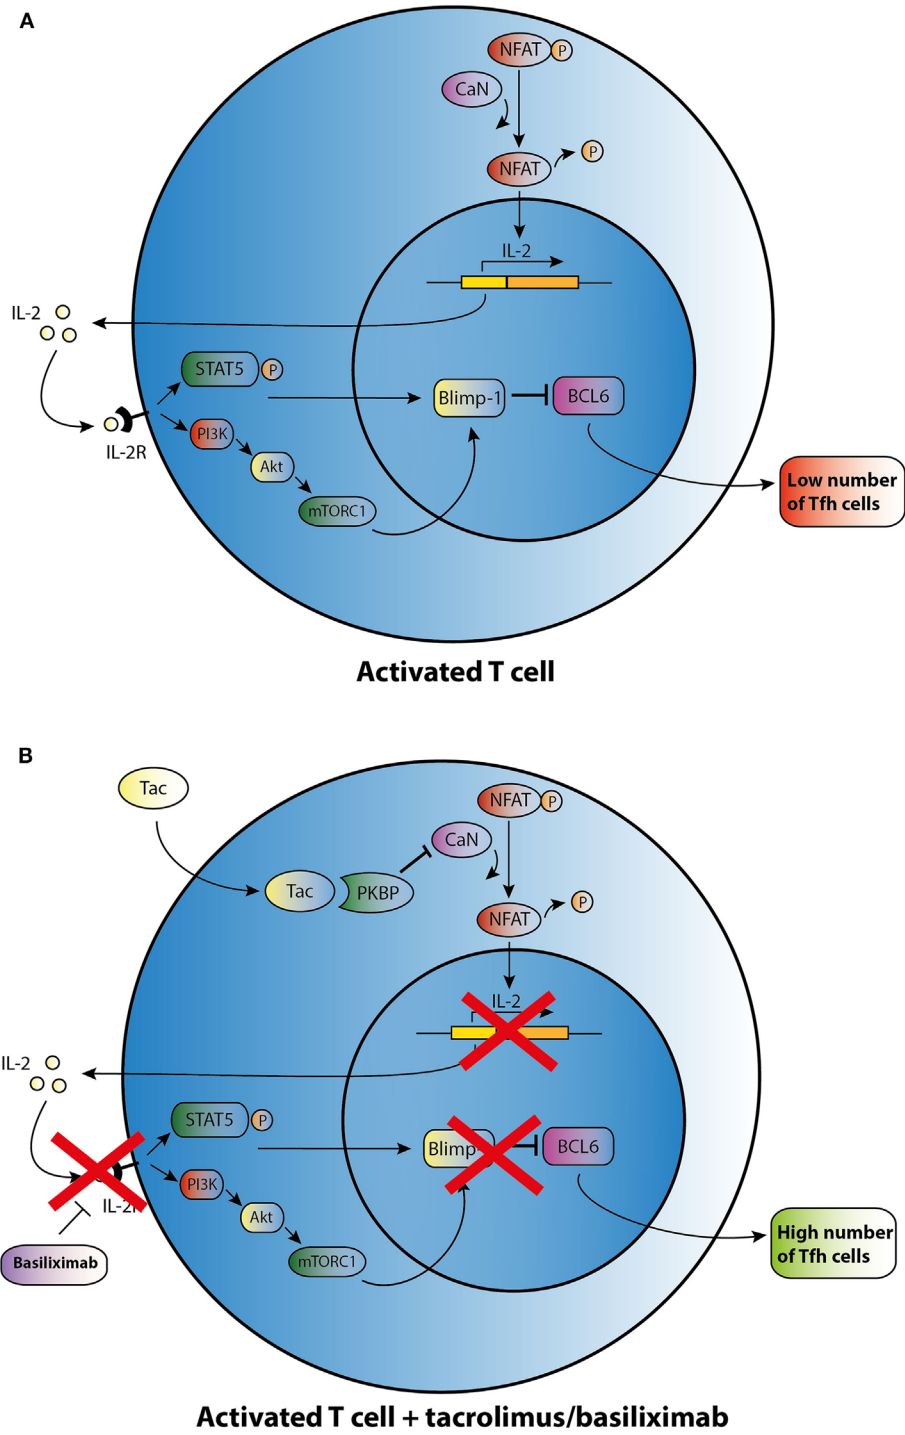 A
NFAT P
CaN
NFAT P
IL-2
IL-2
STAT5 P
Blimp-1 BCL6
PI3K
IL-2R
Akt
mTORC1
Low number
of Tfh cells
Activated T cell
B
Tac
NFAT P
CaN
Tac PKBP
NFAT P
IL-2
IL-2
STAT5 P
Blimp- BCL6
PI3K
IL-2R
Akt
mTORC1
Basiliximab
High number
of Tfh cells
Activated T cell + tacrolimus/basiliximab